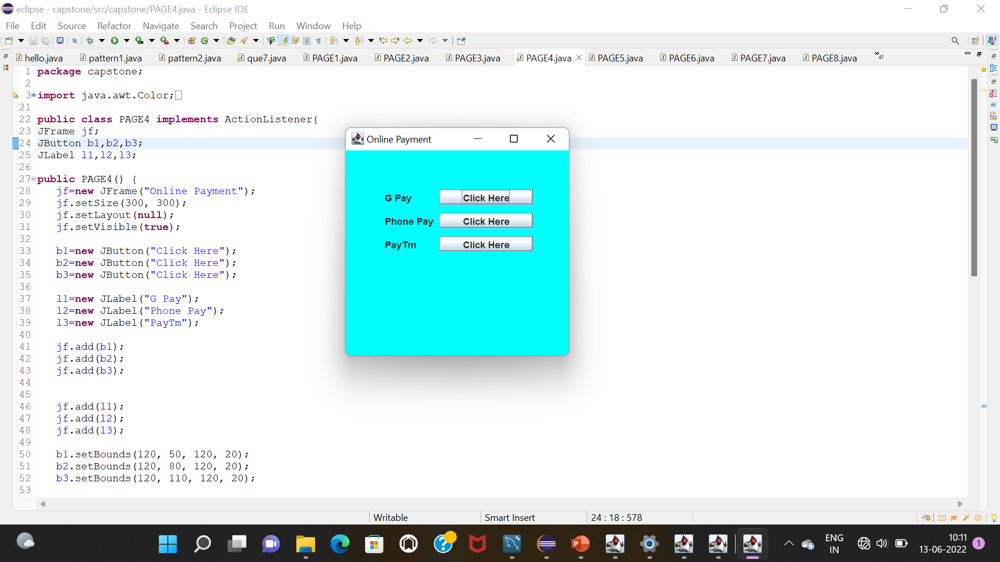 eclipse - capstone/src/capstone/PAGE4.java - Eclipse IDE
File Edit Source Refactor Navigate Search Project Run Window Help
hello.java pattern1.java pattern2.java que7.java PAGE1.java PAGE2.java PAGE3.java PAGE4.java PAGE5.java PAGE6.java PAGE7.java PAGE8.java »41
1 package capstone;
2
3 import java.awt.Color;
21
22 public class PAGE4 implements ActionListener{
23 JFrame jf;
24 JButton b1,b2,b3;
25 JLabel l1,l2,l3;
26
27 public PAGE4() {
28 jf=new JFrame("Online Payment");
29 jf.setSize(300, 300);
30 jf.setLayout(null);
31 jf.setVisible(true);
32
33 b1=new JButton("Click Here");
34 b2=new JButton("Click Here");
35 b3=new JButton("Click Here");
36
37 l1=new JLabel("G Pay");
38 l2=new JLabel("Phone Pay");
39 l3=new JLabel("PayTm");
40
41 jf.add(b1);
42 jf.add(b2);
43 jf.add(b3);
44
45
46 jf.add(l1);
47 jf.add(l2);
48 jf.add(l3);
49
50 b1.setBounds(120, 50, 120, 20);
51 b2.setBounds(120, 80, 120, 20);
52 b3.setBounds(120, 110, 120, 20);
53
Online Payment
G Pay Click Here
Phone Pay Click Here
PayTm Click Here
Writable Smart Insert 24 : 18 : 578
ENG
IN
10:11
13-06-2022
1